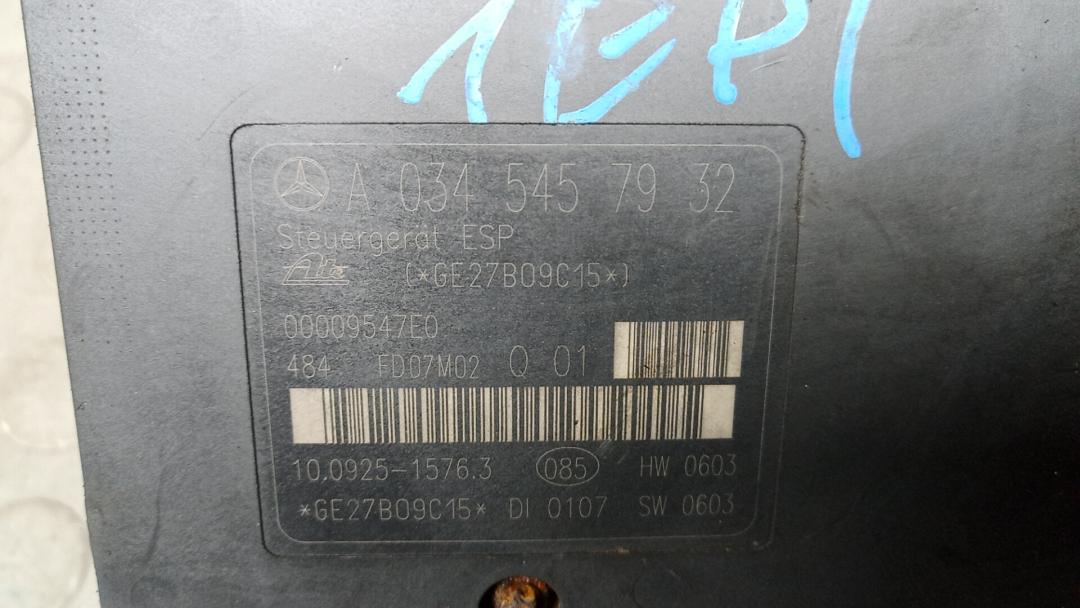 1EP1
A 034 545 79 32
Steuergerät ESP
Ate (*GE27B09C15*)
00009547E0
484 FD07M02 Q 01
10.0925-1576.3 085 HW 0603
*GE27B09C15* DI 0107 SW 0603